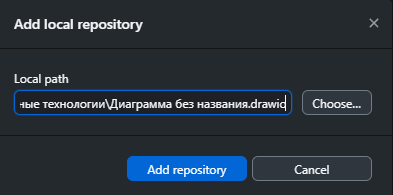 Add local repository
Local path
ные технологии\Диаграмма без названия.drawio
Choose...
Add repository
Cancel